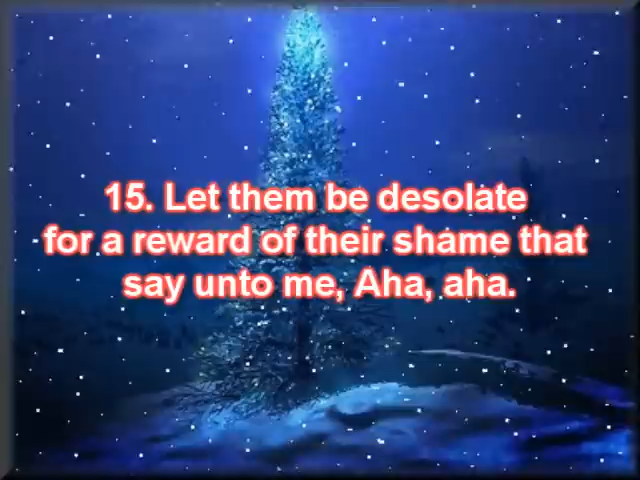 15. Let them be desolate
for a reward of their shame that
say unto me, Aha, aha.